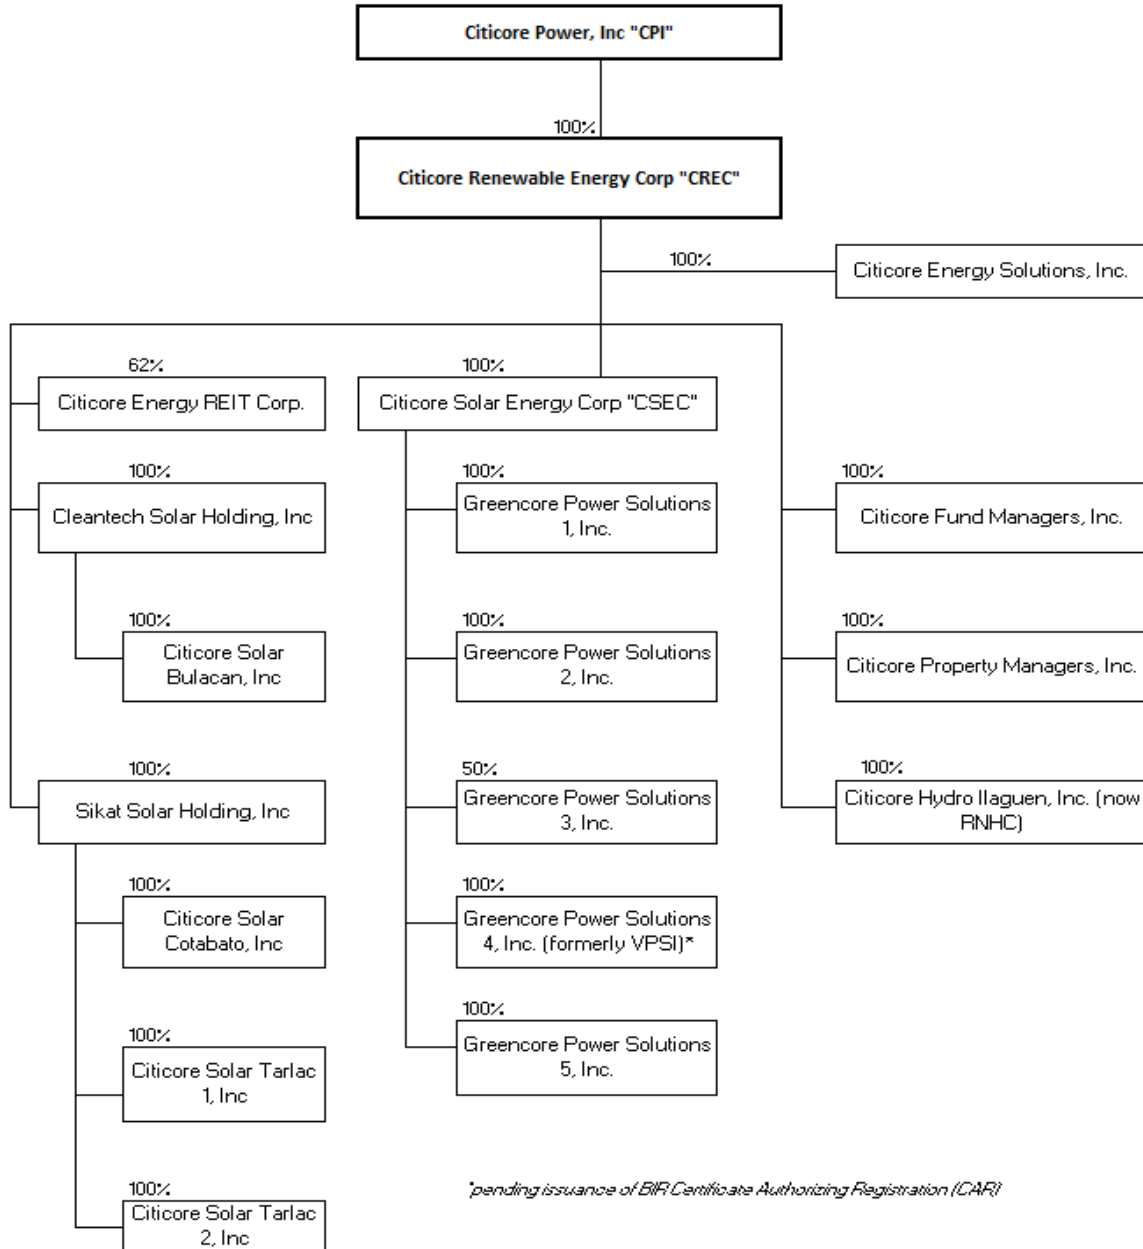 Citicore Power, Inc "CPI"
100%
Citicore Renewable Energy Corp "CREC"
100%
Citicore Energy Solutions, Inc.
62%
Citicore Energy REIT Corp.
100%
Cleantech Solar Holding, Inc
100%
Citicore Solar
Bulacan, Inc
100%
Sikat Solar Holding, Inc
100%
Citicore Solar
Cotabato, Inc
100%
Citicore Solar Tarlac
1, Inc
100%
Citicore Solar Tarlac
2, Inc
100%
Citicore Solar Energy Corp "CSEC"
100%
Greencore Power Solutions
1, Inc.
100%
Greencore Power Solutions
2, Inc.
50%
Greencore Power Solutions
3, Inc.
100%
Greencore Power Solutions
4, Inc. (formerly VPSI)*
100%
Greencore Power Solutions
5, Inc.
100%
Citicore Fund Managers, Inc.
100%
Citicore Property Managers, Inc.
100%
Citicore Hydro Ilaguen, Inc. (now
RNHC)
*pending issuance of BIR Certificate Authorizing Registration (CAR)